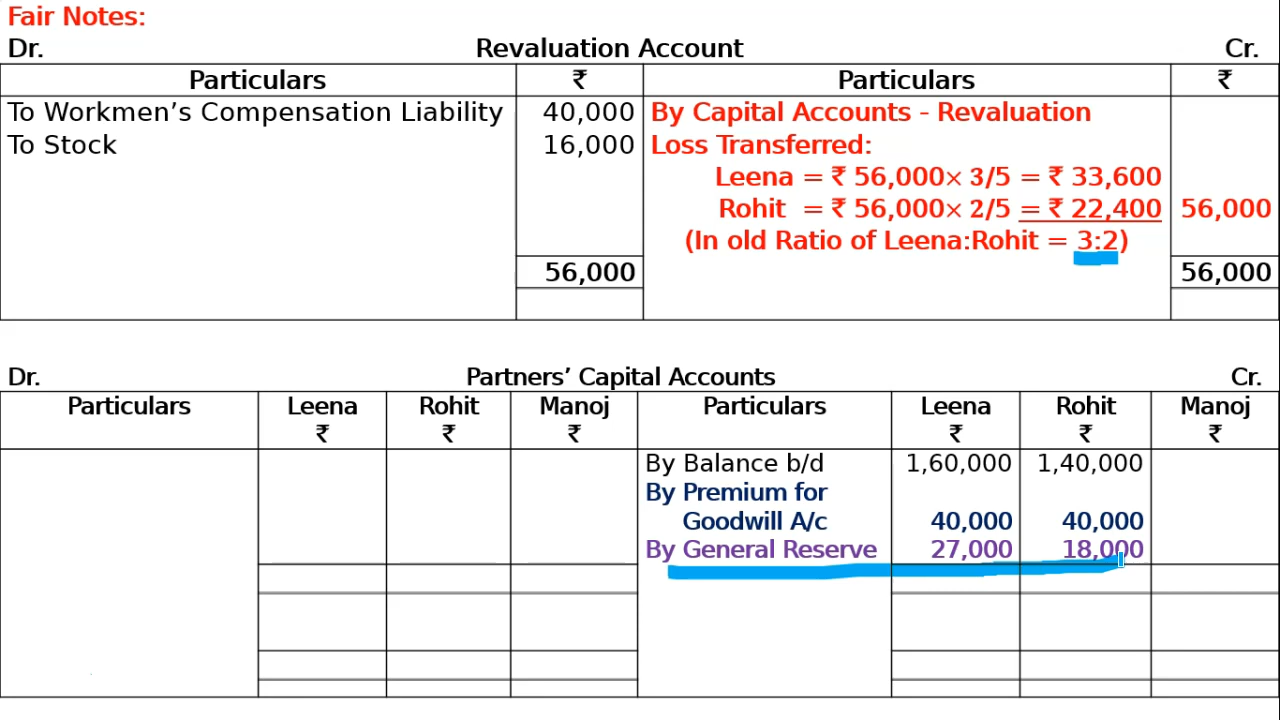 Fair Notes:
Dr. Revaluation Account Cr.
Particulars ₹ Particulars ₹
To Workmen’s Compensation Liability 40,000 By Capital Accounts - Revaluation
To Stock 16,000 Loss Transferred:
Leena = ₹ 56,000× 3/5 = ₹ 33,600
Rohit = ₹ 56,000× 2/5 = ₹ 22,400 56,000
(In old Ratio of Leena:Rohit = 3:2)
56,000 56,000
Dr. Partners’ Capital Accounts Cr.
Particulars Leena Rohit Manoj Particulars Leena Rohit Manoj
₹ ₹ ₹ ₹ ₹ ₹
By Balance b/d 1,60,000 1,40,000
By Premium for
Goodwill A/c 40,000 40,000
By General Reserve 27,000 18,000